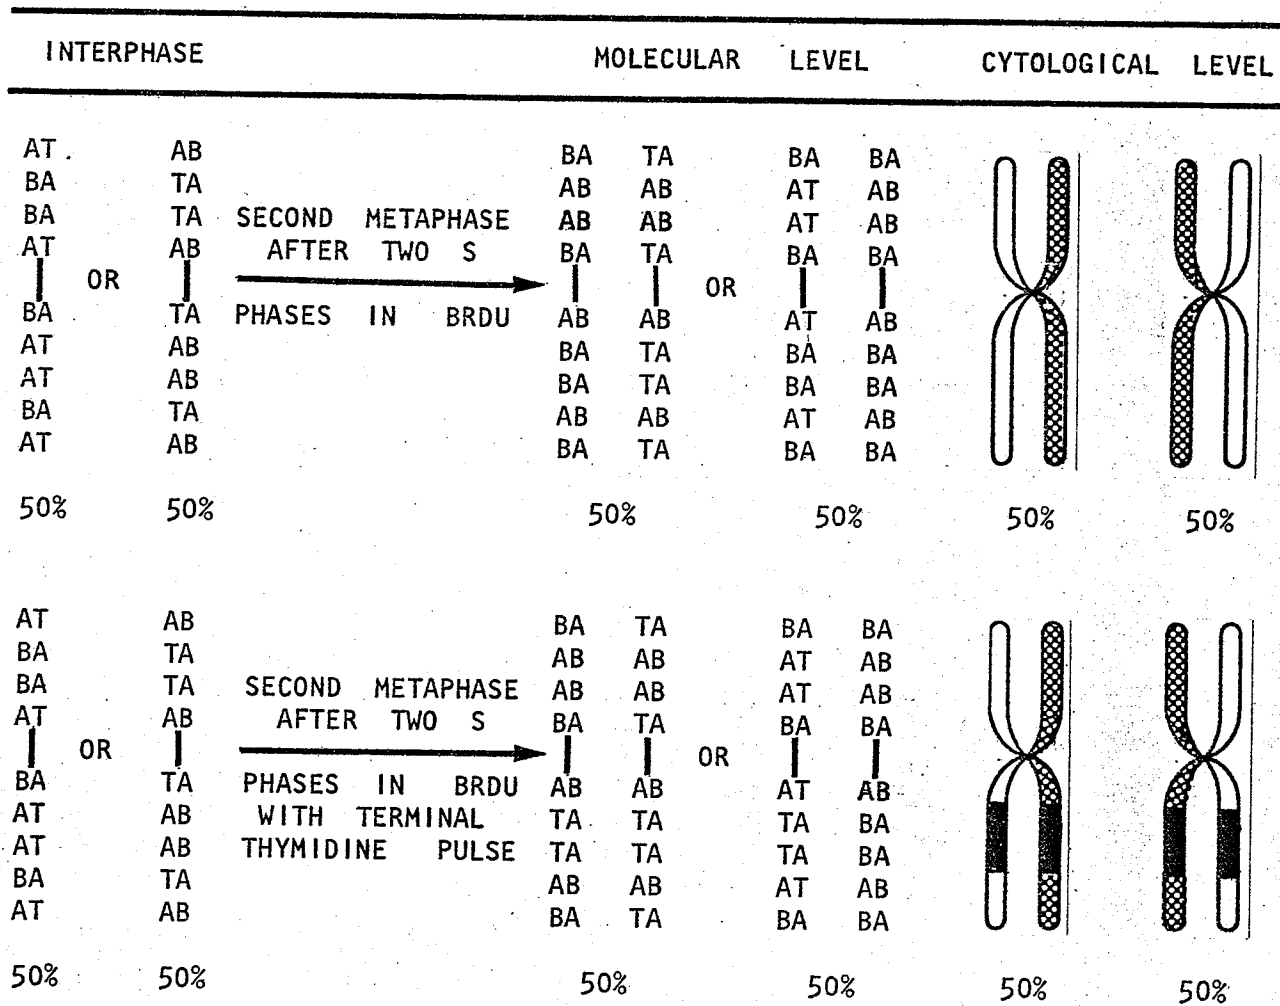 INTERPHASE MOLECULAR LEVEL CYTOLOGICAL LEVEL
AT AB BA TA BA BA
BA TA AB AB AT AB
BA TA SECOND METAPHASE AB AB AT AB
AT AB AFTER TWO S BA TA BA BA
OR OR
BA TA PHASES IN BRDU AB AB AT AB
AT AB BA TA BA BA
AT AB BA TA BA BA
BA TA AB AB AT AB
AT AB BA TA BA BA
50% 50% 50% 50% 50% 50%
AT AB BA TA BA BA
BA TA AB AB AT AB
BA TA SECOND METAPHASE AB AB AT AB
AT AB AFTER TWO S BA TA BA BA
OR OR
BA TA PHASES IN BRDU AB AB AT AB
AT AB WITH TERMINAL TA TA TA BA
AT AB THYMIDINE PULSE TA TA TA BA
BA TA AB AB AT AB
AT AB BA TA BA BA
50% 50% 50% 50% 50% 50%